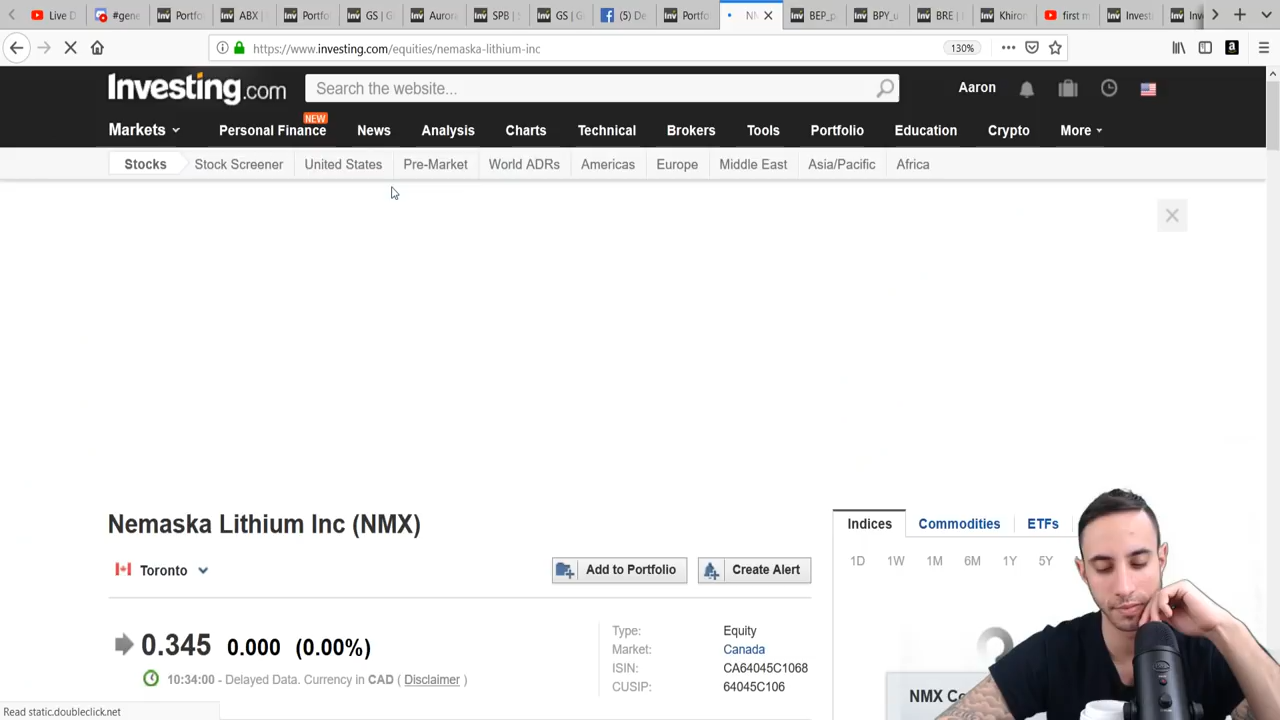 Live D
#gene
Portfo
ABX |
Portfo
GS | G
Auror
SPB |
GS | G
(5) De
Portfo
NM
BEP_p
BPY_u
BRE |
Khiron
first m
Investi
Inve
https://www.investing.com/equities/nemaska-lithium-inc
130%
Investing.com
Search the website...
Aaron
NEW
Markets
Personal Finance
News
Analysis
Charts
Technical
Brokers
Tools
Portfolio
Education
Crypto
More
Stocks
Stock Screener
United States
Pre-Market
World ADRs
Americas
Europe
Middle East
Asia/Pacific
Africa
Nemaska Lithium Inc (NMX)
Indices
Commodities
ETFs
1D
1W
1M
6M
1Y
5Y
Toronto
Add to Portfolio
Create Alert
0.345 0.000 (0.00%)
10:34:00 - Delayed Data. Currency in CAD ( Disclaimer )
Type: Equity
Market: Canada
ISIN: CA64045C1068
CUSIP: 64045C106
NMX Co
Read static.doubleclick.net